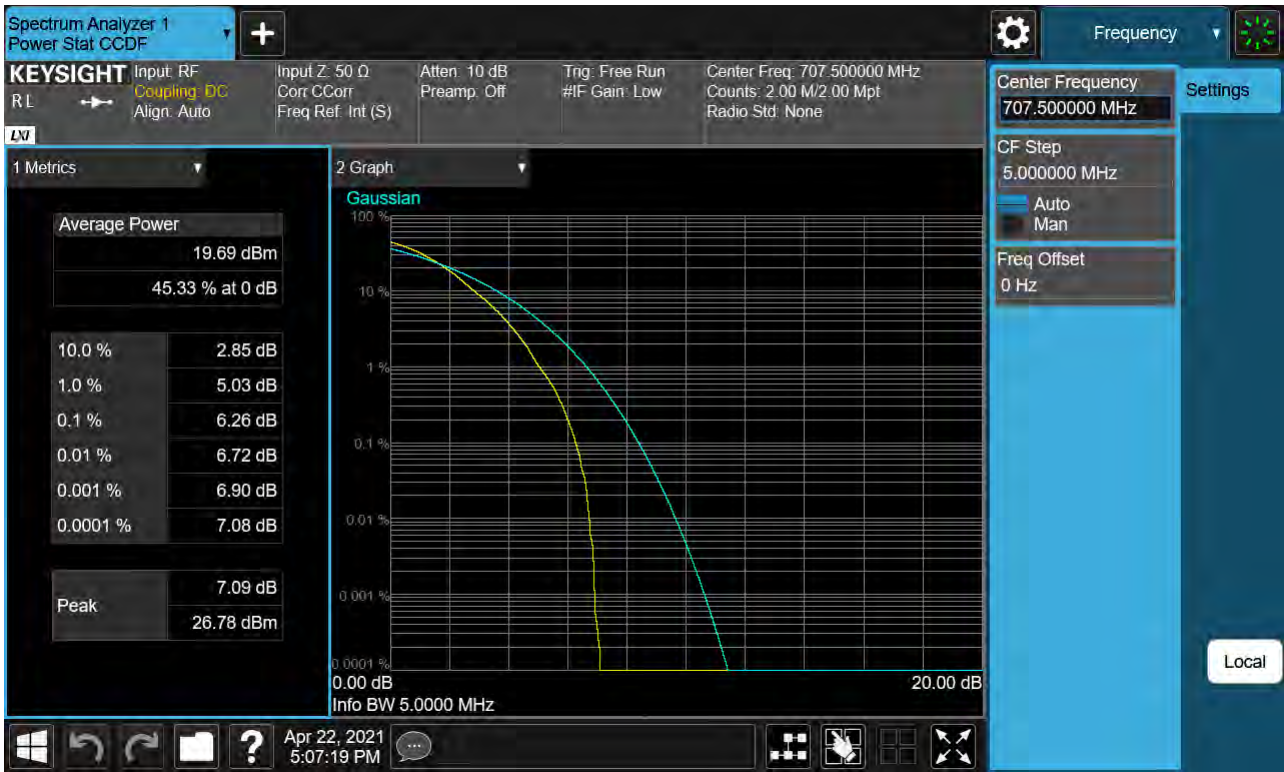 Spectrum Analyzer 1
Power Stat CCDF
+
Frequency
KEYSIGHT
R L
LXI
Input: RF
Coupling: DC
Align: Auto
Input Z: 50 Ω
Corr CCorr
Freq Ref: Int (S)
Atten: 10 dB
Preamp: Off
Trig: Free Run
#IF Gain: Low
Center Freq: 707.500000 MHz
Counts: 2.00 M/2.00 Mpt
Radio Std: None
Center Frequency
707.500000 MHz
Settings
CF Step
5.000000 MHz
Auto
Man
Freq Offset
0 Hz
1 Metrics
Average Power
19.69 dBm
45.33 % at 0 dB
10.0 % 2.85 dB
1.0 % 5.03 dB
0.1 % 6.26 dB
0.01 % 6.72 dB
0.001 % 6.90 dB
0.0001 % 7.08 dB
Peak
7.09 dB
26.78 dBm
2 Graph
Gaussian
100 %
10 %
1 %
0.1 %
0.01 %
0.001 %
0.0001 %
0.00 dB
20.00 dB
Info BW 5.0000 MHz
Local
?
Apr 22, 2021
5:07:19 PM